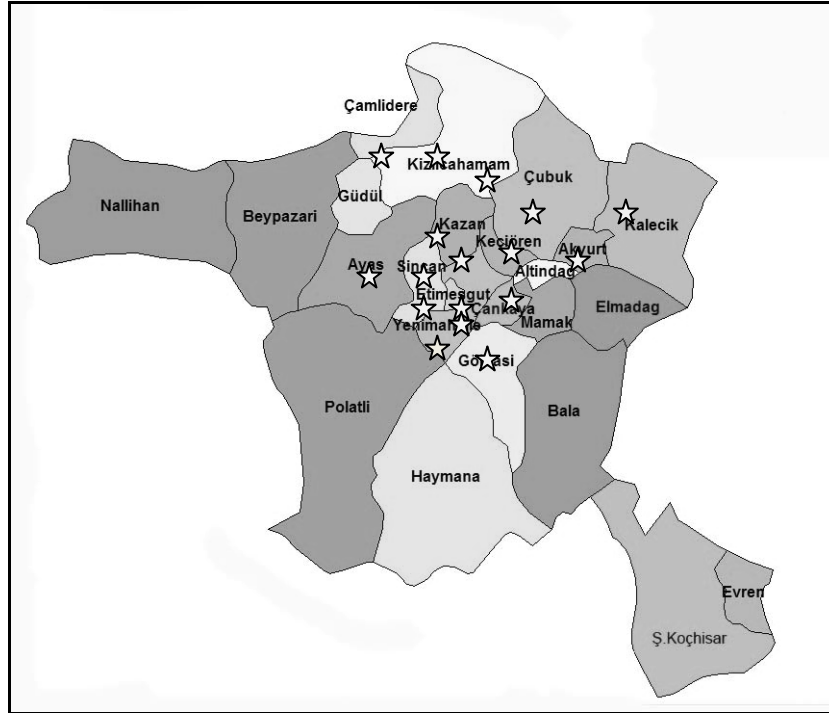 Çamlidere
Kizilcahamam
Çubuk
Güdül
Nallihan
Beypazari
Kalecik
Kazan
Keçiören
Akyurt
Ayas
Sincan
Altindag
Etimesgut
Elmadag
Çankaya
Mamak
Yenimahalle
Gölbasi
Polatli
Bala
Haymana
Evren
Ş.Koçhisar